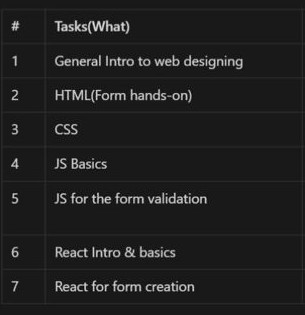 # Tasks(What)
1 General Intro to web designing
2 HTML(Form hands-on)
3 CSS
4 JS Basics
5 JS for the form validation
6 React Intro & basics
7 React for form creation